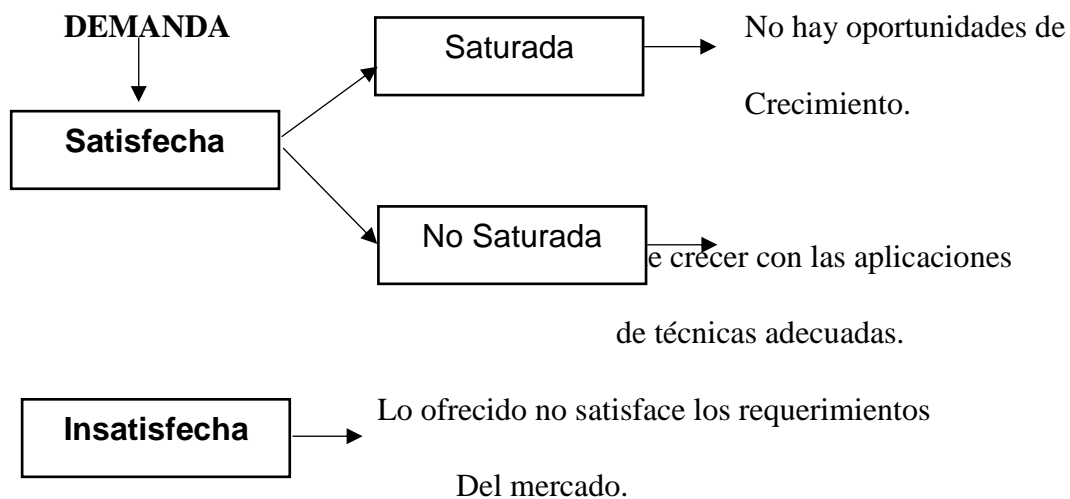 DEMANDA
Saturada
No hay oportunidades de
Crecimiento.
Satisfecha
No Saturada
e crecer con las aplicaciones
de técnicas adecuadas.
Insatisfecha
Lo ofrecido no satisface los requerimientos
Del mercado.